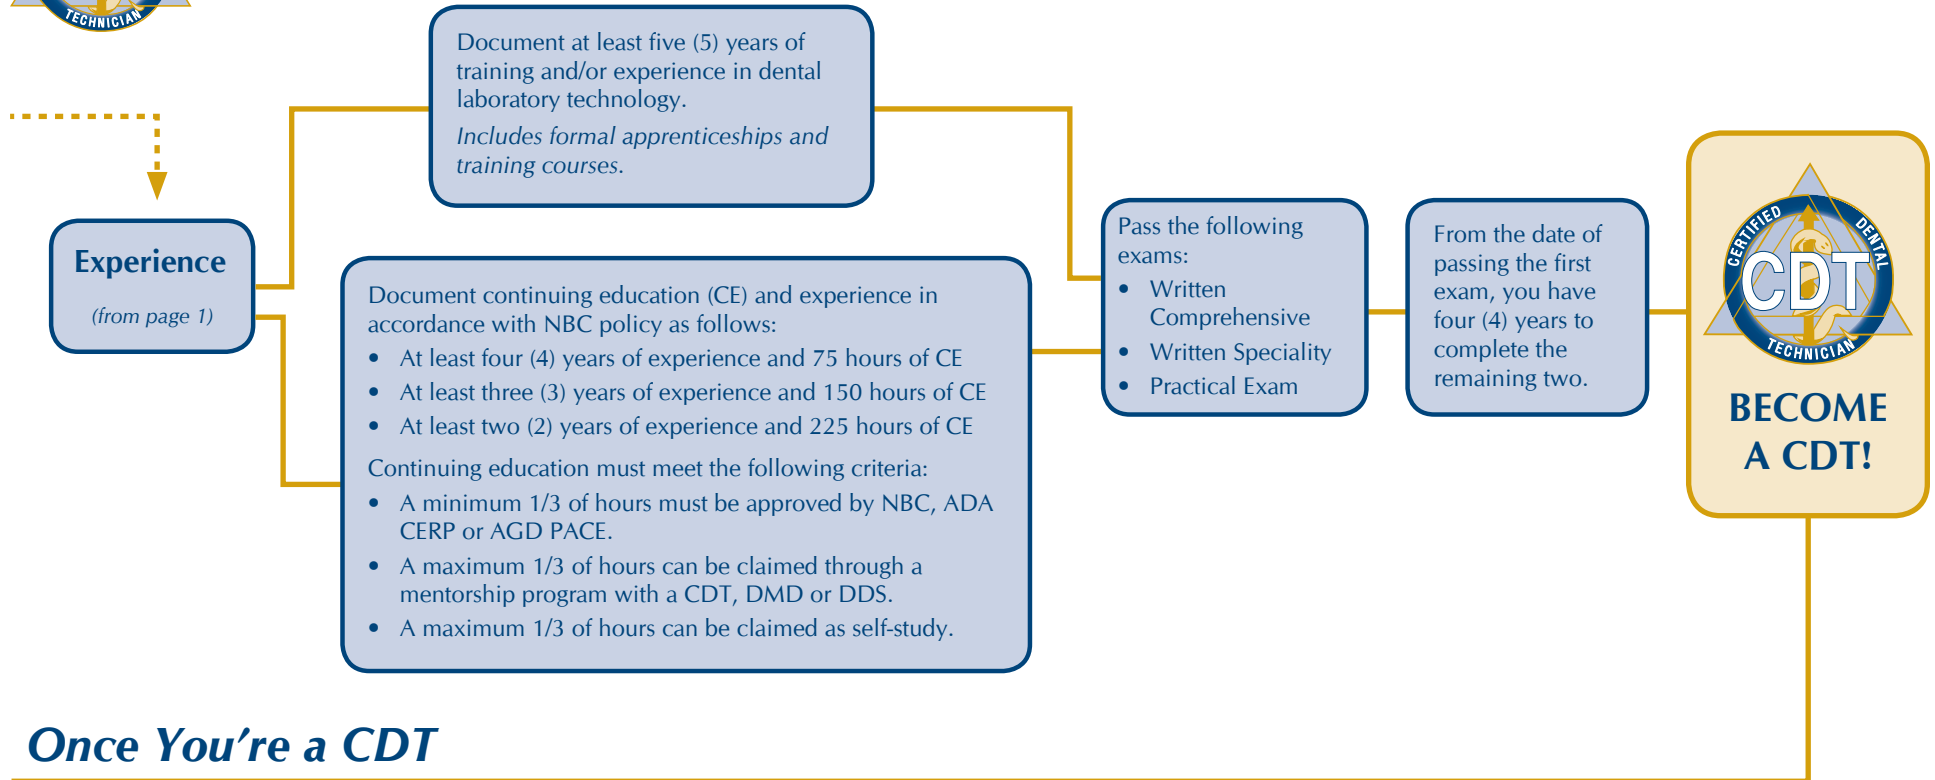 TECHNICIAN
Document at least five (5) years of
training and/or experience in dental
laboratory technology.
Includes formal apprenticeships and
training courses.
Experience
(from page 1)
Document continuing education (CE) and experience in
accordance with NBC policy as follows:
• At least four (4) years of experience and 75 hours of CE
• At least three (3) years of experience and 150 hours of CE
• At least two (2) years of experience and 225 hours of CE
Continuing education must meet the following criteria:
• A minimum 1/3 of hours must be approved by NBC, ADA
CERP or AGD PACE.
• A maximum 1/3 of hours can be claimed through a
mentorship program with a CDT, DMD or DDS.
• A maximum 1/3 of hours can be claimed as self-study.
Pass the following
exams:
• Written
Comprehensive
• Written Speciality
• Practical Exam
From the date of
passing the first
exam, you have
four (4) years to
complete the
remaining two.
CERTIFIED DENTAL
CDT
TECHNICIAN
BECOME
A CDT!
Once You're a CDT